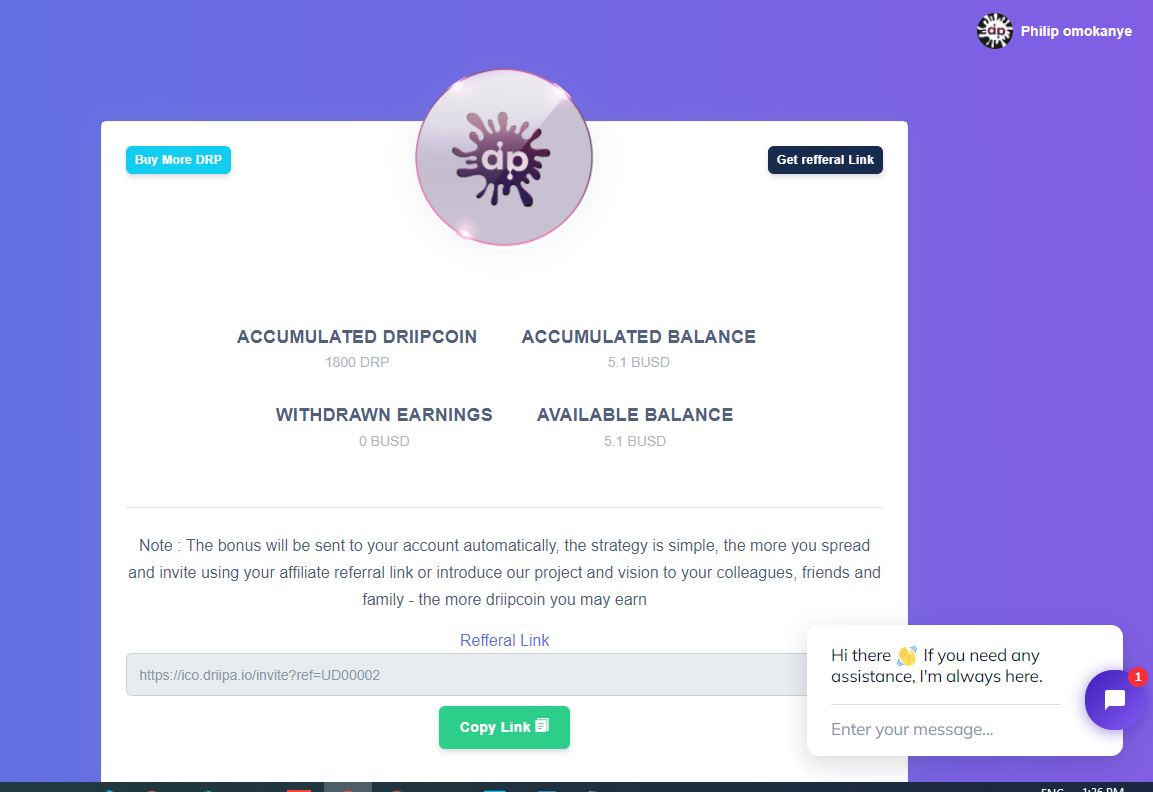 dp
Philip omokanye
Buy More DRP
dp
Get refferal Link
ACCUMULATED DRIIPCOIN
ACCUMULATED BALANCE
1800 DRP
5.1 BUSD
WITHDRAWN EARNINGS
AVAILABLE BALANCE
0 BUSD
5.1 BUSD
Note : The bonus will be sent to your account automatically, the strategy is simple, the more you spread
and invite using your affiliate referral link or introduce our project and vision to your colleagues, friends and
family - the more driipcoin you may earn
Refferal Link
https://ico.driipa.io/invite?ref=UD00002
Copy Link
Hi there 👋 If you need any
assistance, I'm always here.
1
Enter your message...
ENG 1:26 PM